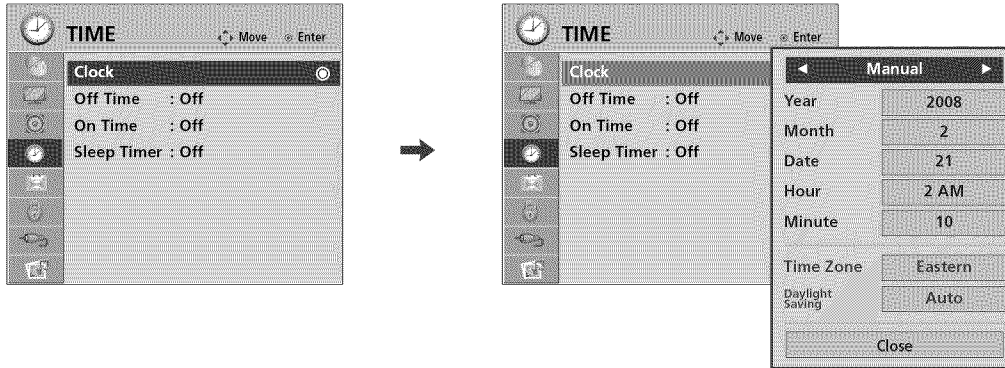 TIME
Move Enter
Clock
Off Time : Off
On Time : Off
Sleep Timer : Off
TIME
Move Enter
Clock
Off Time : Off
On Time : Off
Sleep Timer : Off
◄ Manual ►
Year 2008
Month 2
Date 21
Hour 2 AM
Minute 10
Time Zone Eastern
Daylight
Saving Auto
Close